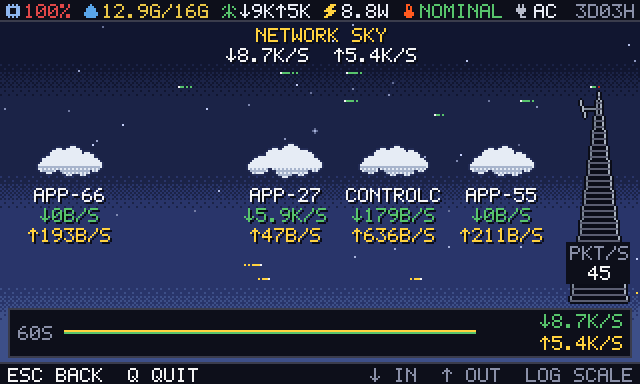 100% 12.9G/16G ↓9K↑5K 8.8W NOMINAL AC 3D03H
NETWORK SKY
↓8.7K/S ↑5.4K/S
APP-66 APP-27 CONTROLC APP-55
↓0B/S ↓5.9K/S ↓179B/S ↓0B/S
↑193B/S ↑47B/S ↑636B/S ↑211B/S
PKT/S
45
60S
↓8.7K/S
↑5.4K/S
ESC BACK Q QUIT ↓ IN ↑ OUT LOG SCALE